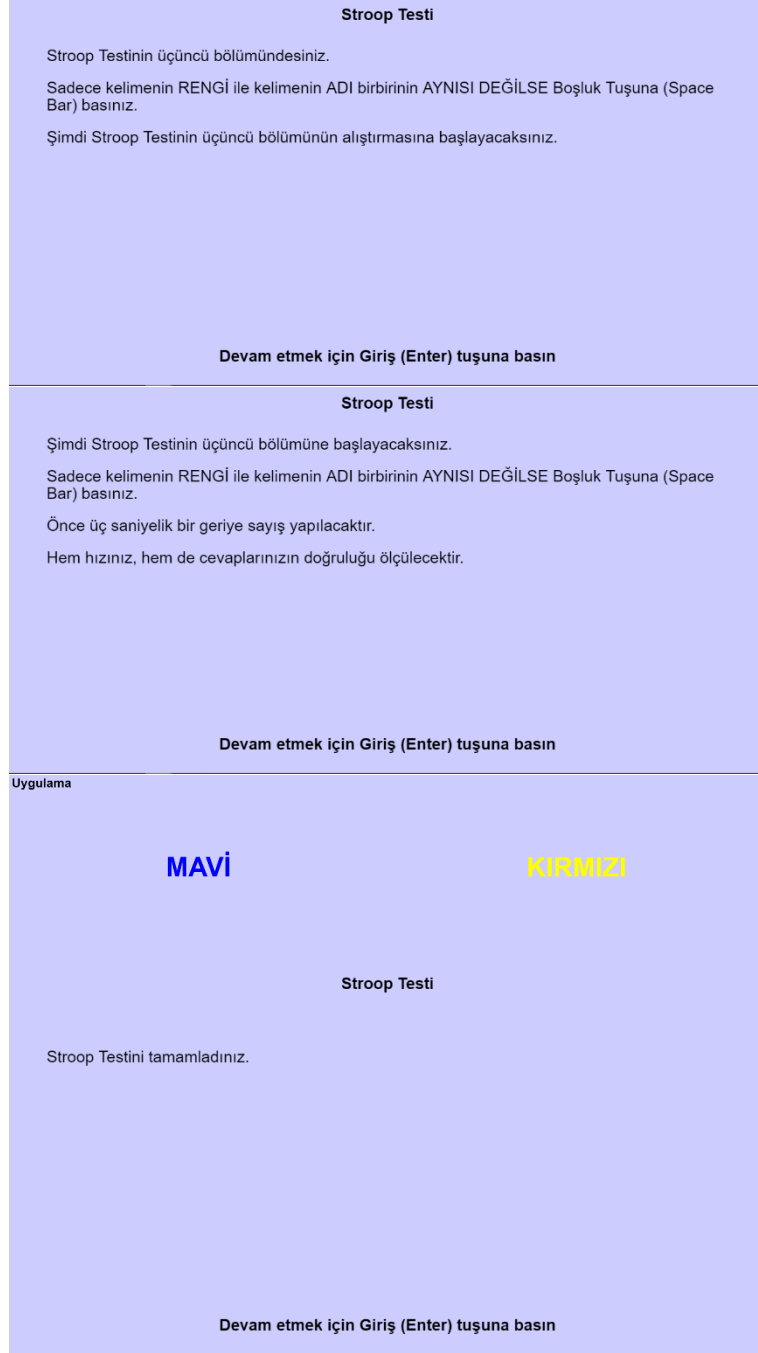 Stroop Testi
Stroop Testinin üçüncü bölümündesiniz.
Sadece kelimenin RENGİ ile kelimenin ADI birbirinin AYNISI DEĞİLSE Boşluk Tuşuna (Space
Bar) basınız.
Şimdi Stroop Testinin üçüncü bölümünün alıştırmasına başlayacaksınız.
Devam etmek için Giriş (Enter) tuşuna basın
Stroop Testi
Şimdi Stroop Testinin üçüncü bölümüne başlayacaksınız.
Sadece kelimenin RENGİ ile kelimenin ADI birbirinin AYNISI DEĞİLSE Boşluk Tuşuna (Space
Bar) basınız.
Önce üç saniyelik bir geriye sayış yapılacaktır.
Hem hızınız, hem de cevaplarınızın doğruluğu ölçülecektir.
Devam etmek için Giriş (Enter) tuşuna basın
Uygulama
MAVİ KIRMIZI
Stroop Testi
Stroop Testini tamamladınız.
Devam etmek için Giriş (Enter) tuşuna basın